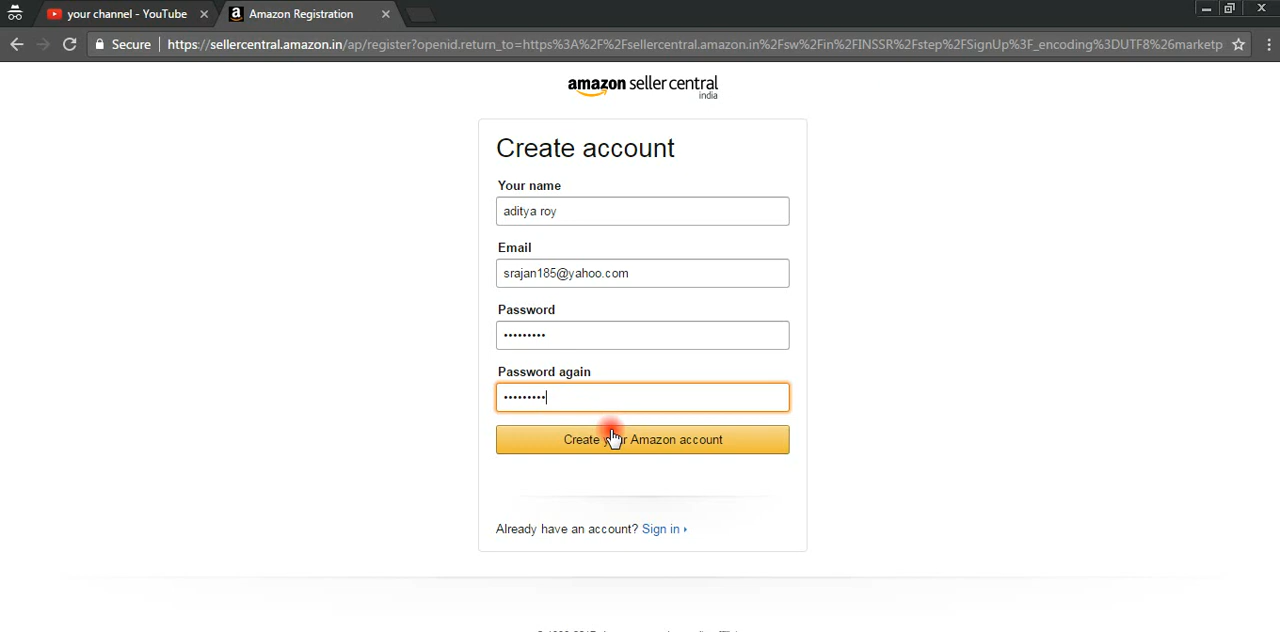 your channel - YouTube
Amazon Registration
Secure
https://sellercentral.amazon.in/ap/register?openid.return_to=https%3A%2F%2Fsellercentral.amazon.in%2Fsw%2Fin%2FINSSR%2Fstep%2FSignUp%3F_encoding%3DUTF8%26marketp
amazon seller central
india
Create account
Your name
aditya roy
Email
srajan185@yahoo.com
Password
•••••••••
Password again
•••••••••
Create your Amazon account
Already have an account? Sign in